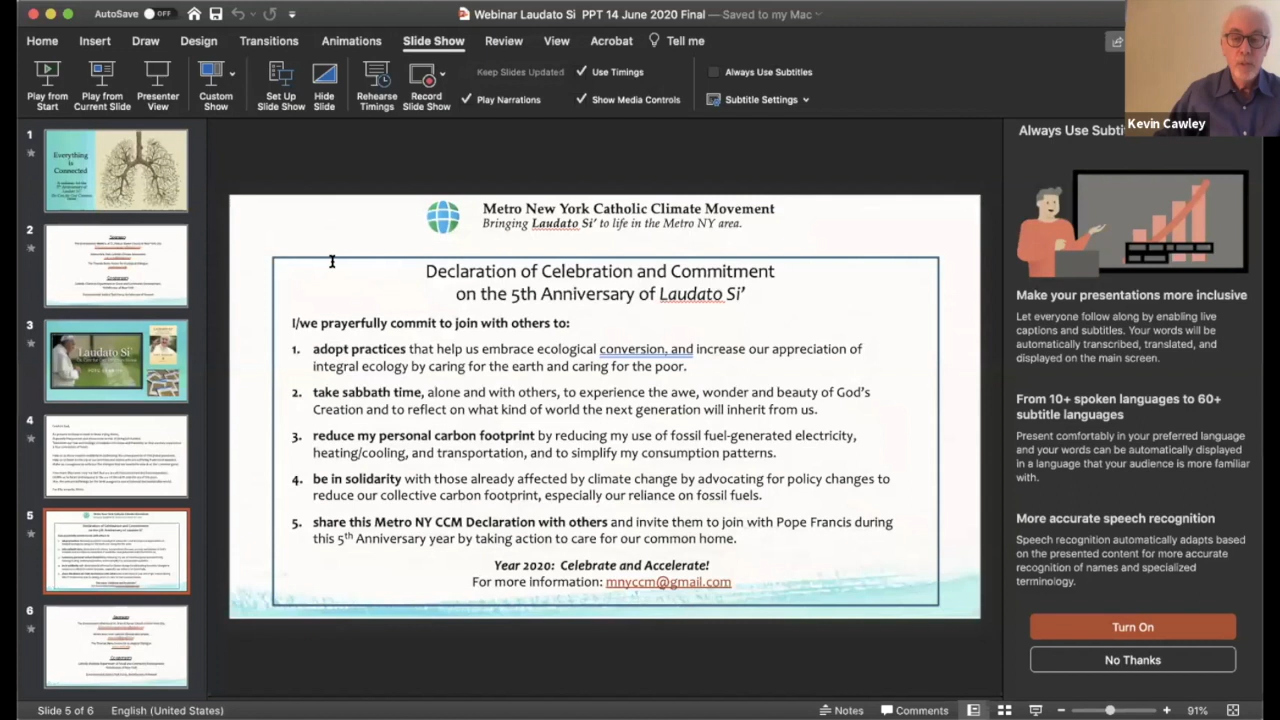 AutoSave OFF
Webinar Laudato Si PPT 14 June 2020 Final — Saved to my Mac
Home Insert Draw Design Transitions Animations Slide Show Review View Acrobat Tell me
Play from Start
Play from Current Slide
Presenter View
Custom Show
Set Up Slide Show
Hide Slide
Rehearse Timings
Record Slide Show
Keep Slides Updated
Play Narrations
Use Timings
Show Media Controls
Always Use Subtitles
Subtitle Settings
Kevin Cawley
1
Everything
is
Connected
2
3
Laudato Si'
4
5
6
Metro New York Catholic Climate Movement
Bringing Laudato Si' to life in the Metro NY area.
Declaration of Celebration and Commitment
on the 5th Anniversary of Laudato Si'
I/we prayerfully commit to join with others to:
1. adopt practices that help us embrace ecological conversion, and increase our appreciation of
integral ecology by caring for the earth and caring for the poor.
2. take sabbath time, alone and with others, to experience the awe, wonder and beauty of God's
Creation and to reflect on what kind of world the next generation will inherit from us.
3. reduce my personal carbon footprint by reducing my use of fossil fuel-generated electricity,
heating/cooling, and transportation, and simplify my consumption patterns.
4. be in solidarity with those already impacted by climate change by advocating for policy changes to
reduce our collective carbon footprint, especially our reliance on fossil fuels.
5. share the Metro NY CCM Declaration with others and invite them to join with Pope Francis during
this 5th Anniversary year by taking action to care for our common home.
Let's Celebrate and Accelerate!
For more information: mnyccm@gmail.com
Always Use Subti
Make your presentations more inclusive
Let everyone follow along by enabling live
captions and subtitles. Your words will be
automatically transcribed, translated, and
displayed on the main screen.
From 10+ spoken languages to 60+
subtitle languages
Present comfortably in your preferred language
and your words can be automatically displayed
in a language that your audience is more familiar
with.
More accurate speech recognition
Speech recognition automatically adapts based
on the presented content for more accurate
recognition of names and specialized
terminology.
Turn On
No Thanks
Slide 5 of 6 English (United States) Notes Comments 91%